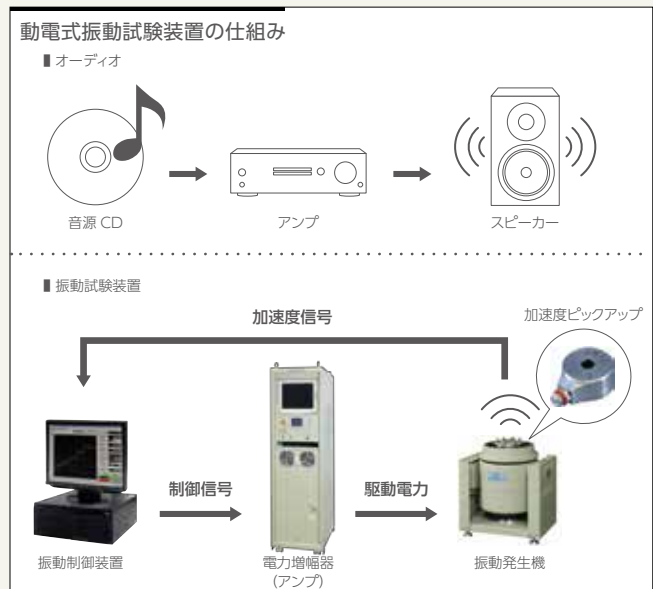 動電式振動試験装置の仕組み
▮オーディオ
音源 CD
アンプ
スピーカー
▮振動試験装置
加速度信号
加速度ピックアップ
制御信号
駆動電力
振動制御装置
電力増幅器
（アンプ）
振動発生機